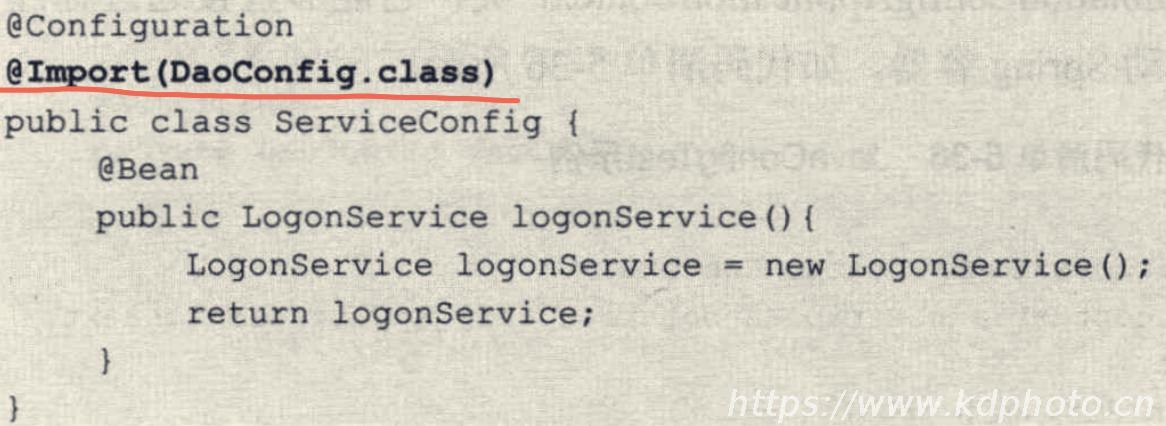 @Configuration
@Import(DaoConfig.class)
public class ServiceConfig {
@Bean
public LogonService logonService(){
LogonService logonService = new LogonService();
return logonService;
}
}
https://www.kdphoto.cn